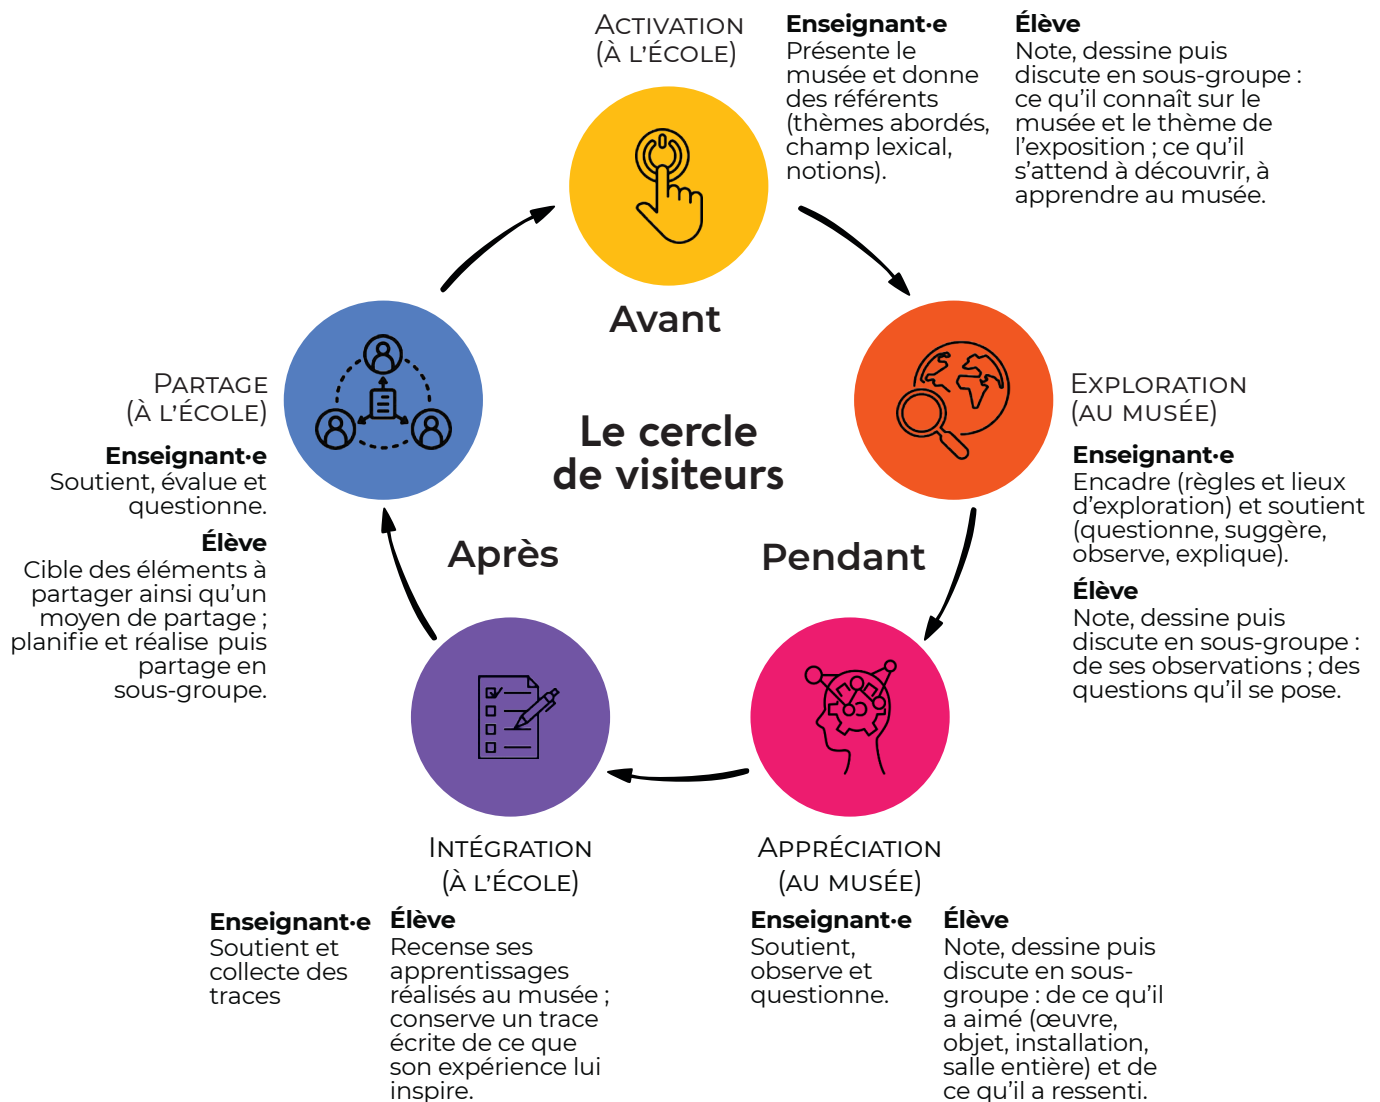 ACTIVATION
(À L'ÉCOLE)
Enseignant·e
Présente le
musée et donne
des référents
(thèmes abordés,
champ lexical,
notions).
Élève
Note, dessine puis
discute en sous-groupe :
ce qu'il connaît sur le
musée et le thème de
l'exposition ; ce qu'il
s'attend à découvrir, à
apprendre au musée.
Avant
EXPLORATION
(AU MUSÉE)
Enseignant·e
Encadre (règles et lieux
d'exploration) et soutient
(questionne, suggère,
observe, explique).
Élève
Note, dessine puis
discute en sous-groupe :
de ses observations ; des
questions qu'il se pose.
Le cercle
de visiteurs
Pendant
APPRÉCIATION
(AU MUSÉE)
Enseignant·e
Soutient,
observe et
questionne.
Élève
Note, dessine puis
discute en sous-
groupe : de ce qu'il
a aimé (œuvre,
objet, installation,
salle entière) et de
ce qu'il a ressenti.
Après
INTÉGRATION
(À L'ÉCOLE)
Enseignant·e
Soutient et
collecte des
traces
Élève
Recense ses
apprentissages
réalisés au musée ;
conserve un trace
écrite de ce que
son expérience lui
inspire.
PARTAGE
(À L'ÉCOLE)
Enseignant·e
Soutient, évalue et
questionne.
Élève
Cible des éléments à
partager ainsi qu'un
moyen de partage ;
planifie et réalise puis
partage en
sous-groupe.